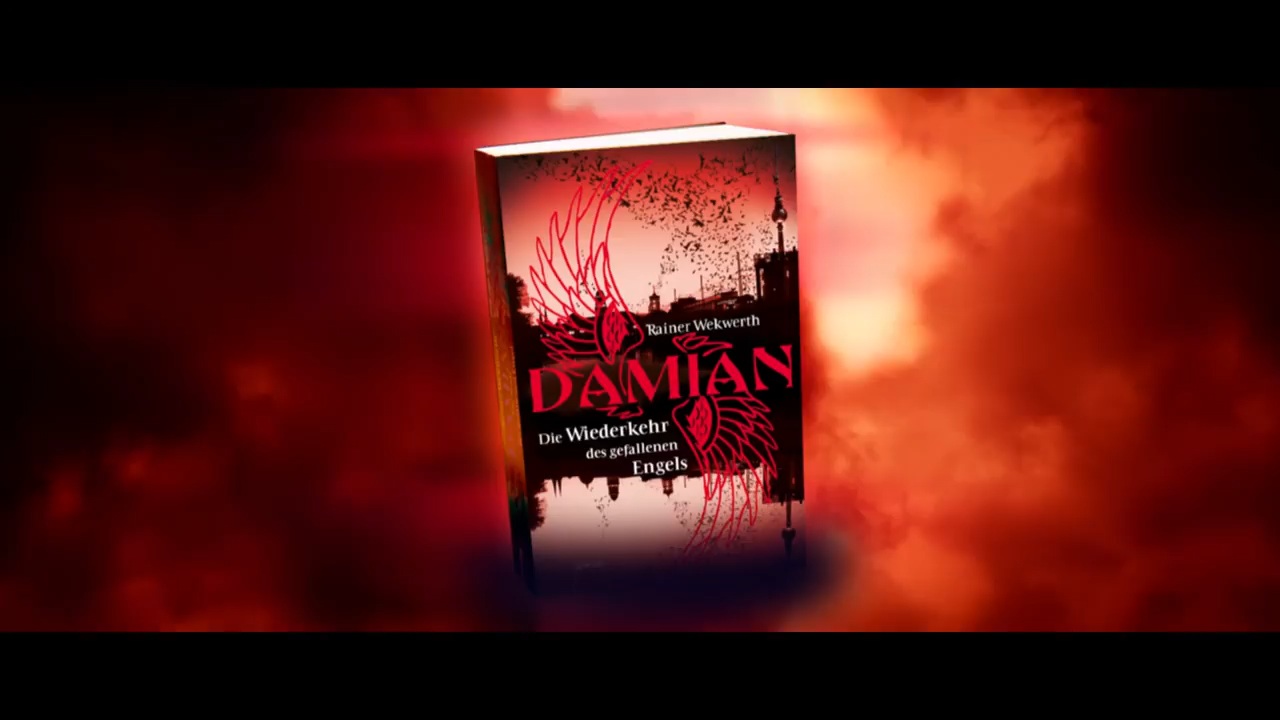 Rainer Wekwerth
DAMIAN
Die Wiederkehr
des gefallenen
Engels